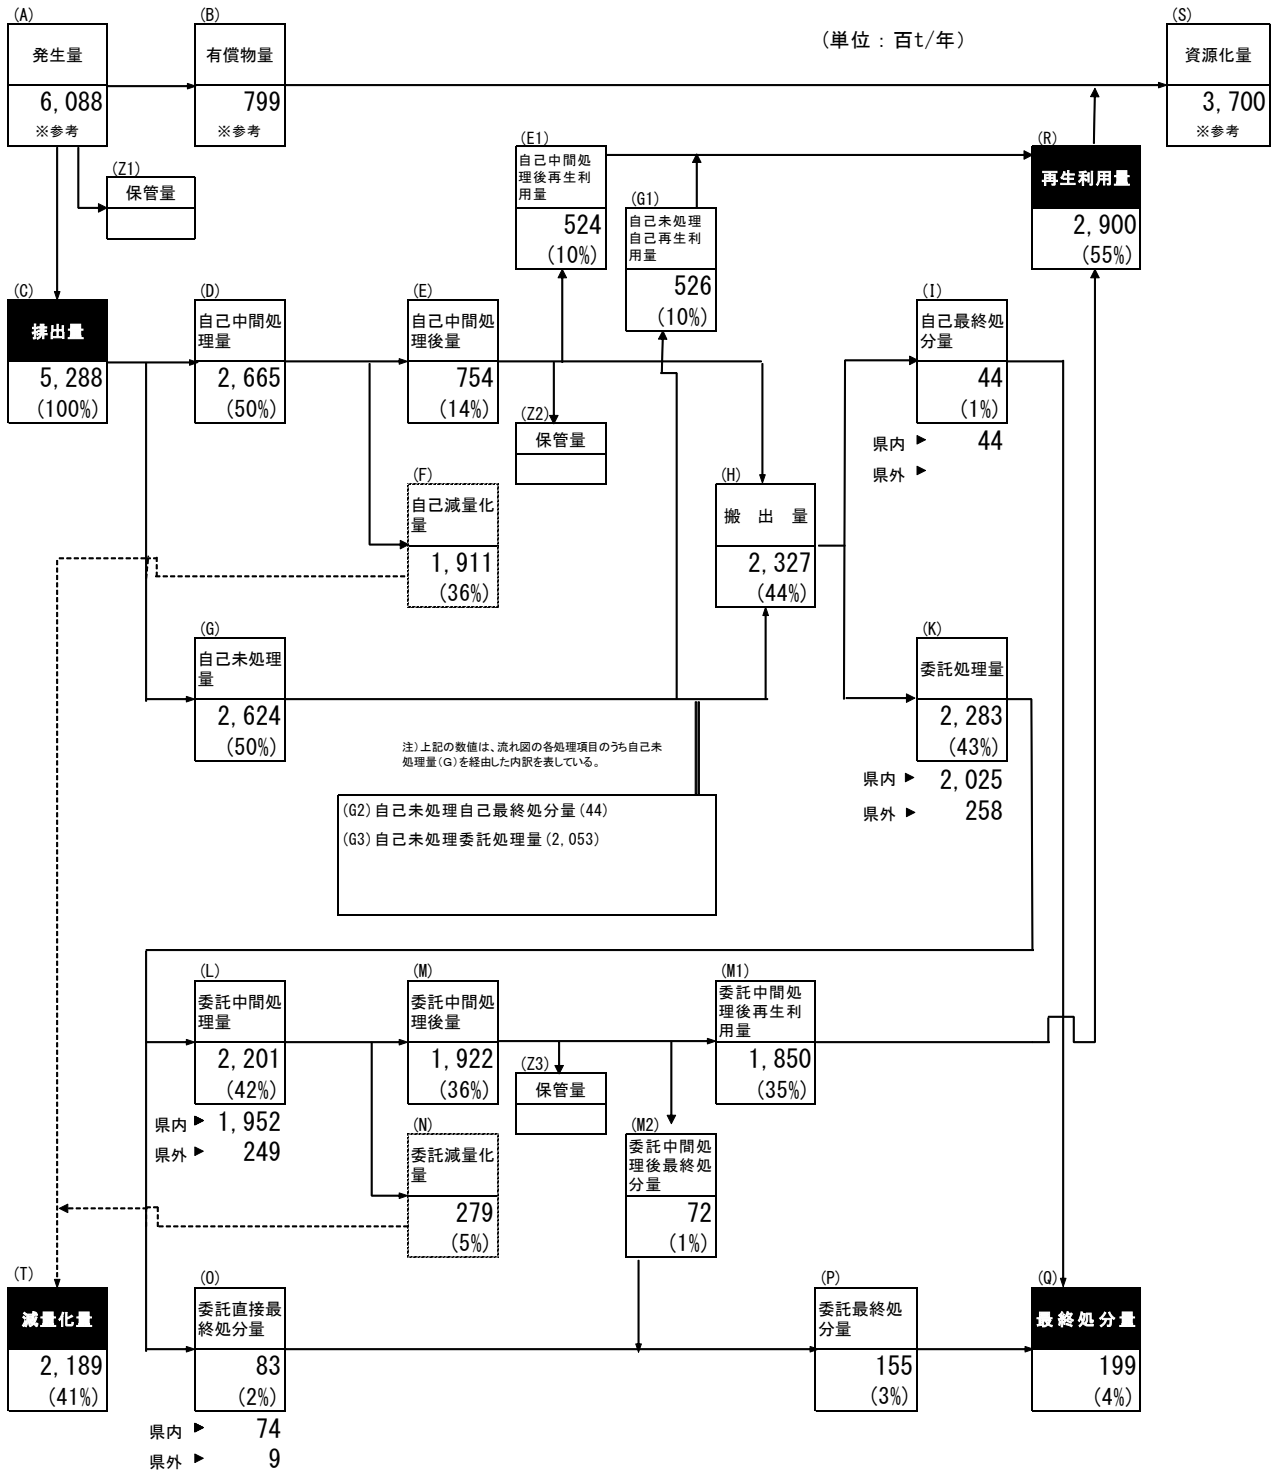 (A)
発生量
6,088
※参考
(B)
有償物量
799
※参考
(単位：百t/年)
(S)
資源化量
3,700
※参考
(Z1)
保管量
(E1)
自己中間処
理後再生利
用量
524
(10%)
(G1)
自己未処理
自己再生利
用量
526
(10%)
(R)
再生利用量
2,900
(55%)
(C)
排出量
5,288
(100%)
(D)
自己中間処
理量
2,665
(50%)
(E)
自己中間処
理後量
754
(14%)
(Z2)
保管量
(I)
自己最終処
分量
44
(1%)
県内 ▶ 44
県外 ▶
(F)
自己減量化
量
1,911
(36%)
(H)
搬 出 量
2,327
(44%)
(G)
自己未処理
量
2,624
(50%)
(K)
委託処理量
2,283
(43%)
県内 ▶ 2,025
県外 ▶ 258
注)上記の数値は、流れ図の各処理項目のうち自己未
処理量(G)を経由した内訳を表している。
(G2)自己未処理自己最終処分量(44)
(G3)自己未処理委託処理量(2,053)
(L)
委託中間処
理量
2,201
(42%)
県内 ▶ 1,952
県外 ▶ 249
(M)
委託中間処
理後量
1,922
(36%)
(Z3)
保管量
(M1)
委託中間処
理後再生利
用量
1,850
(35%)
(N)
委託減量化
量
279
(5%)
(M2)
委託中間処
理後最終処
分量
72
(1%)
(T)
減量化量
2,189
(41%)
(O)
委託直接最
終処分量
83
(2%)
県内 ▶ 74
県外 ▶ 9
(P)
委託最終処
分量
155
(3%)
(Q)
最終処分量
199
(4%)